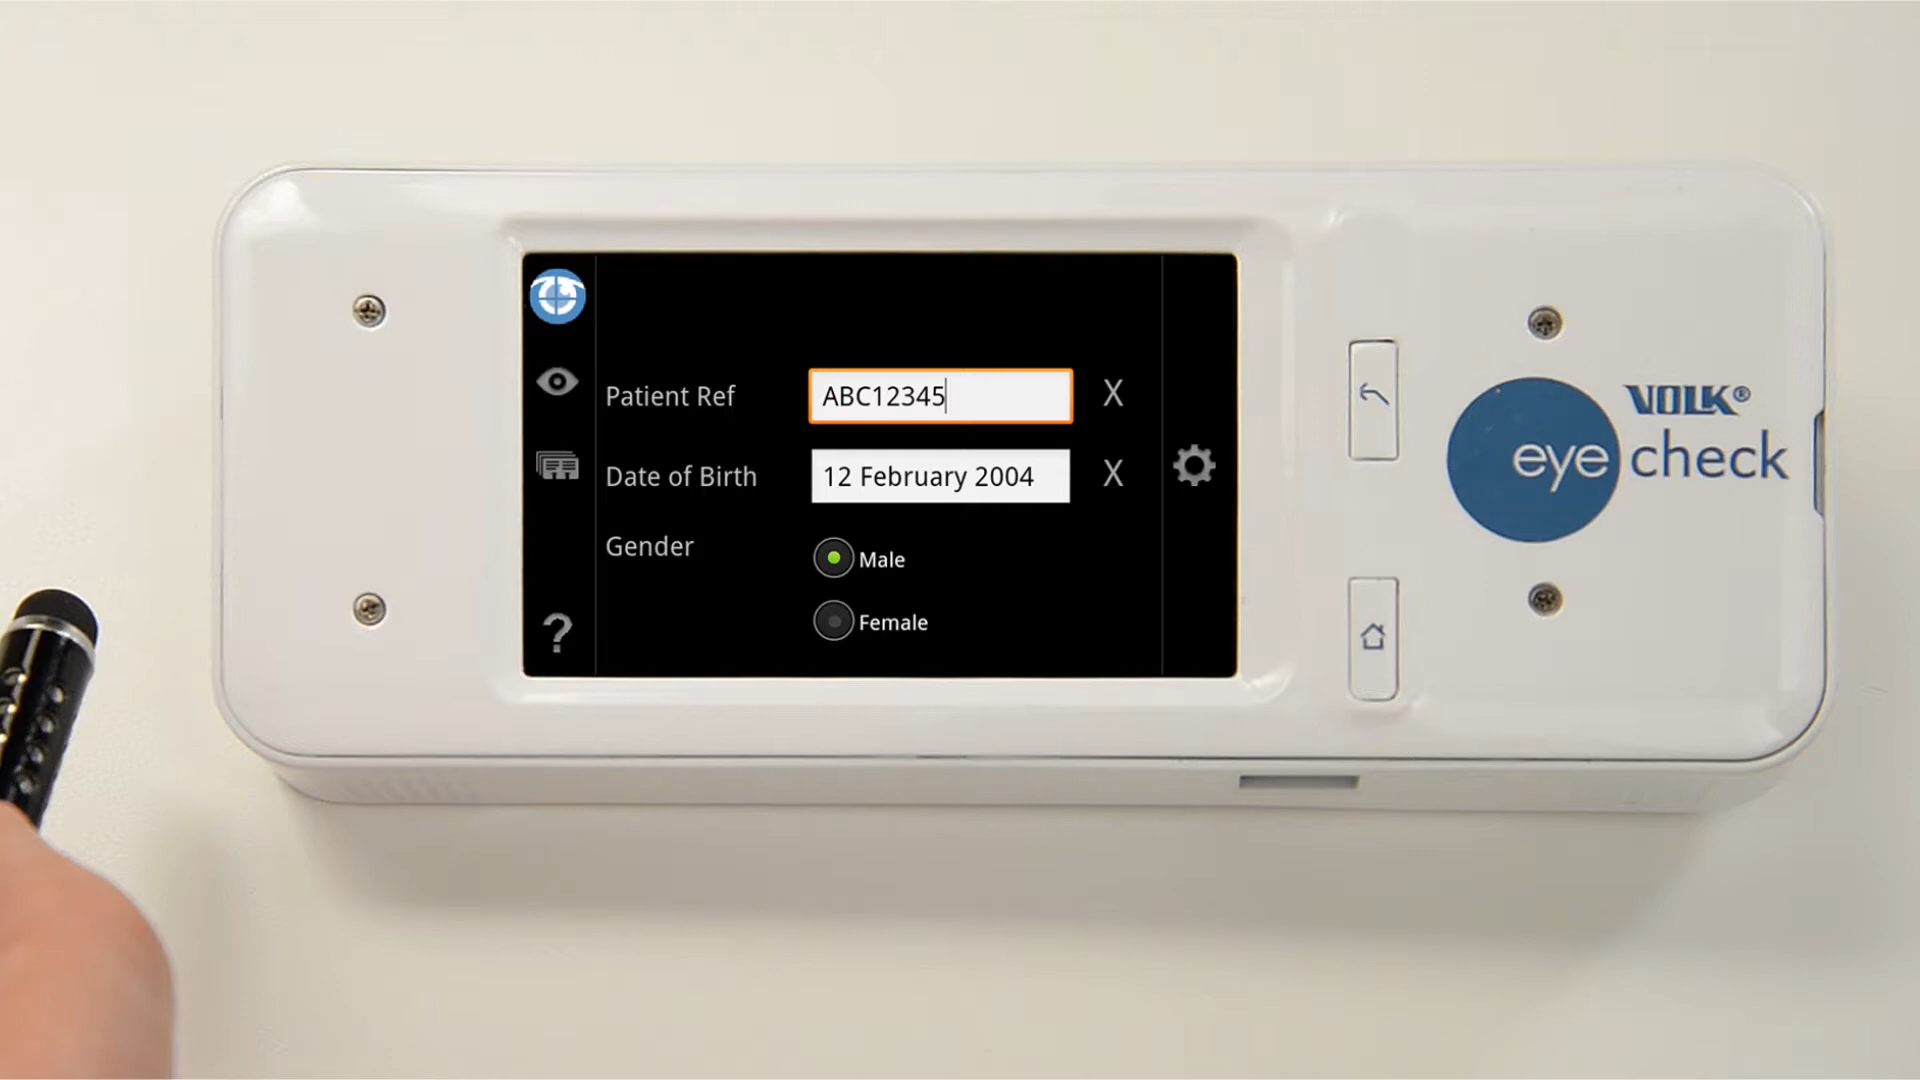 Patient Ref ABC12345 X
Date of Birth 12 February 2004 X
Gender Male
Female
?
VOLK®
eye check